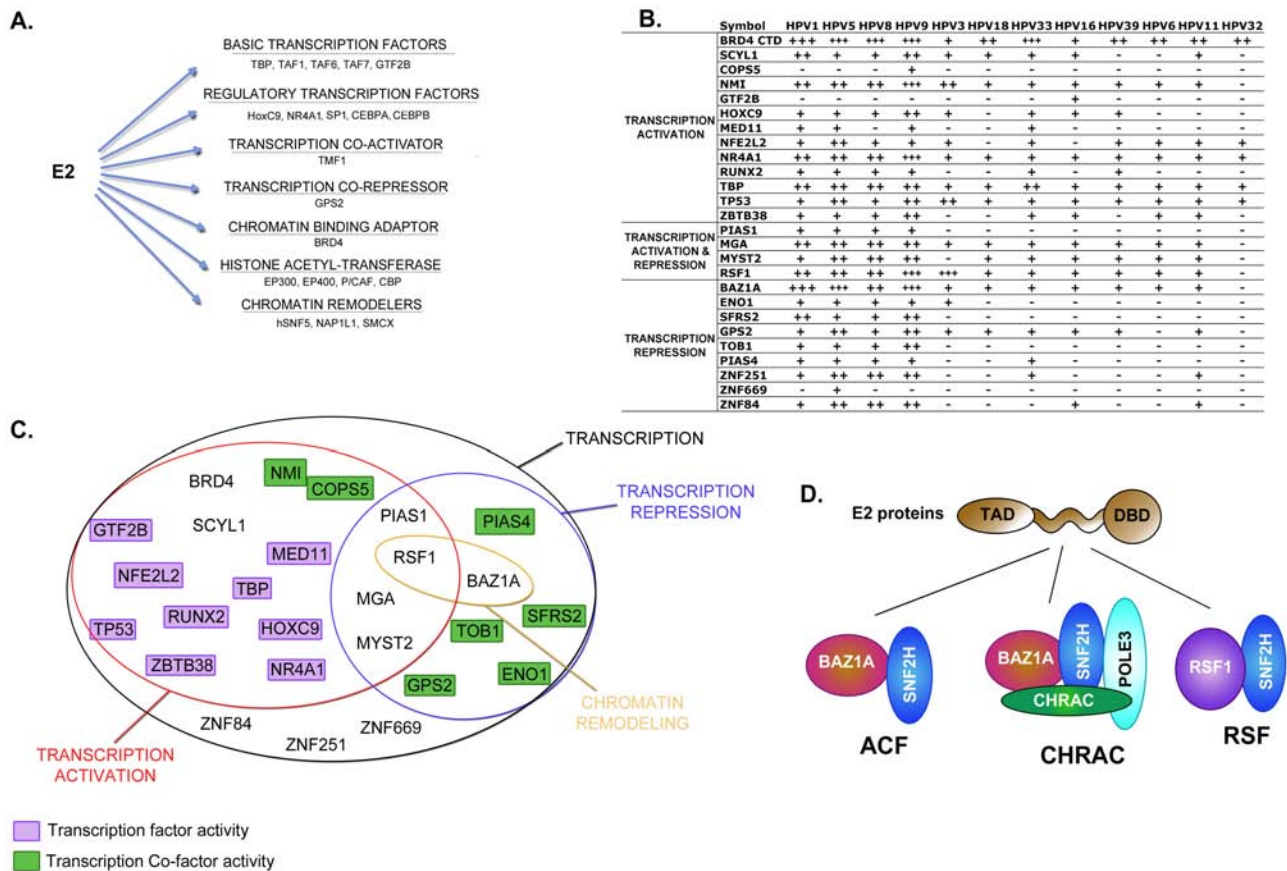 A.
BASIC TRANSCRIPTION FACTORS
TBP, TAF1, TAF6, TAF7, GTF2B
REGULATORY TRANSCRIPTION FACTORS
HoxC9, NR4A1, SP1, CEBPA, CEBPB
TRANSCRIPTION CO-ACTIVATOR
TMF1
E2
TRANSCRIPTION CO-REPRESSOR
GPS2
CHROMATIN BINDING ADAPTOR
BRD4
HISTONE ACETYL-TRANSFERASE
EP300, EP400, P/CAF, CBP
CHROMATIN REMODELERS
hSNF5, NAP1L1, SMCX
B.
Symbol HPV1 HPV5 HPV8 HPV9 HPV3 HPV18 HPV33 HPV16 HPV39 HPV6 HPV11 HPV32
TRANSCRIPTION ACTIVATION
BRD4 CTD +++ +++ +++ +++ + ++ +++ + ++ ++ ++ ++
SCYL1 ++ + + ++ + + + + - - + -
COPS5 - - - + - - - - - - - -
NMI ++ ++ ++ +++ ++ + + + + + + -
GTF2B - - - - - - - + - - - -
HOXC9 + + + ++ + - + + + - - -
MED11 + + - + - - + - - - - -
NFE2L2 + ++ + + + - + + + + + +
NR4A1 ++ ++ ++ +++ + + + + + + + +
RUNX2 + + + + - - + - + - - -
TBP ++ ++ ++ ++ + + ++ + + + + +
TP53 + ++ + ++ ++ + + + + + + +
ZBTB38 + + + ++ - - + + - + + -
TRANSCRIPTION ACTIVATION & REPRESSION
PIAS1 + + + + - - - - - - - -
MGA ++ ++ ++ ++ + + + + + + + -
MYST2 + ++ ++ ++ - + + + + + + -
RSF1 ++ ++ ++ +++ +++ + + + + + + -
TRANSCRIPTION REPRESSION
BAZ1A +++ +++ ++ +++ + + + + + + + -
ENO1 + + + + + - - - - - - -
SFRS2 ++ + + ++ - - - - - - - -
GPS2 + ++ + ++ + + + + + - + -
TOB1 + + + ++ - - - - - - - -
PIAS4 + + + + - - + - - - - -
ZNF251 + ++ ++ ++ - - + - - - + -
ZNF669 - + - - - - - - - - - -
ZNF84 + ++ ++ ++ - - - + - - + -
C.
TRANSCRIPTION
TRANSCRIPTION
REPRESSION
BRD4
NMI
COPS5
SCYL1
PIAS1
PIAS4
GTF2B
MED11
RSF1
NFE2L2
TBP
BAZ1A
MGA
RUNX2
SFRS2
TP53
HOXC9
TOB1
MYST2
ZBTB38
NR4A1
GPS2
ENO1
ZNF84
ZNF251
ZNF669
CHROMATIN
REMODELING
TRANSCRIPTION
ACTIVATION
Transcription factor activity
Transcription Co-factor activity
D.
E2 proteins
TAD
DBD
BAZ1A
SNF2H
ACF
BAZ1A
SNF2H
POLE3
CHRAC
CHRAC
RSF1
SNF2H
RSF